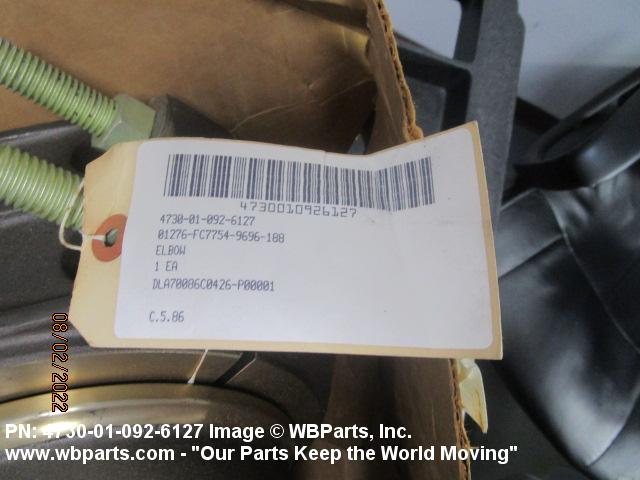 4730010926127
4730-01-092-6127
01276-FC7754-9696-188
ELBOW
1 EA
DLA70086C0426-P00001
C.5.86
08/02/2022
PN: 4730-01-092-6127 Image © WBParts, Inc.
www.wbparts.com - "Our Parts Keep the World Moving"